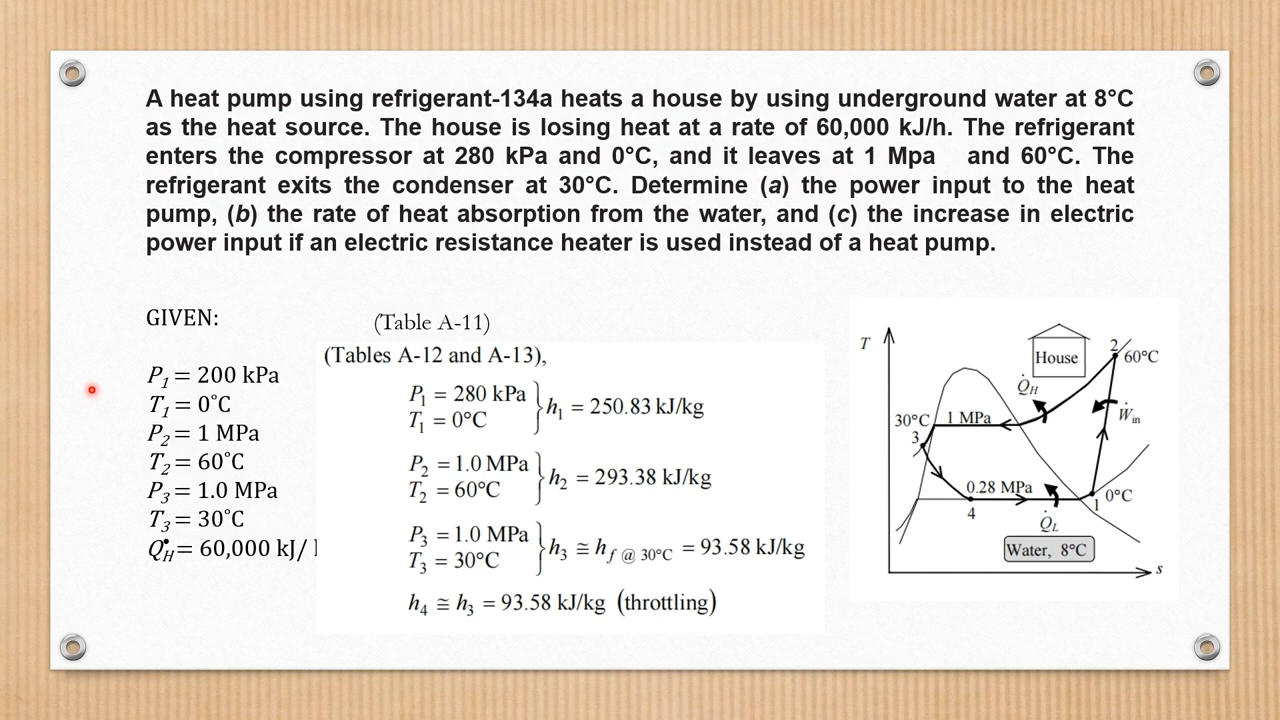 A heat pump using refrigerant-134a heats a house by using underground water at 8°C
as the heat source. The house is losing heat at a rate of 60,000 kJ/h. The refrigerant
enters the compressor at 280 kPa and 0°C, and it leaves at 1 Mpa and 60°C. The
refrigerant exits the condenser at 30°C. Determine (a) the power input to the heat
pump, (b) the rate of heat absorption from the water, and (c) the increase in electric
power input if an electric resistance heater is used instead of a heat pump.
GIVEN:
P₁ = 200 kPa
T₁ = 0°C
P₂ = 1 MPa
T₂ = 60°C
P₃ = 1.0 MPa
T₃ = 30°C
Q̇H = 60,000 kJ/
(Table A-11)
(Tables A-12 and A-13),
P₁ = 280 kPa
T₁ = 0°C
} h₁ = 250.83 kJ/kg
P₂ = 1.0 MPa
T₂ = 60°C
} h₂ = 293.38 kJ/kg
P₃ = 1.0 MPa
T₃ = 30°C
} h₃ ≅ hf @ 30°C = 93.58 kJ/kg
h₄ ≅ h₃ = 93.58 kJ/kg (throttling)
T
House
2
60°C
Q̇H
30°C
1 MPa
Ẇin
3
0.28 MPa
0°C
1
4
Q̇L
Water, 8°C
s